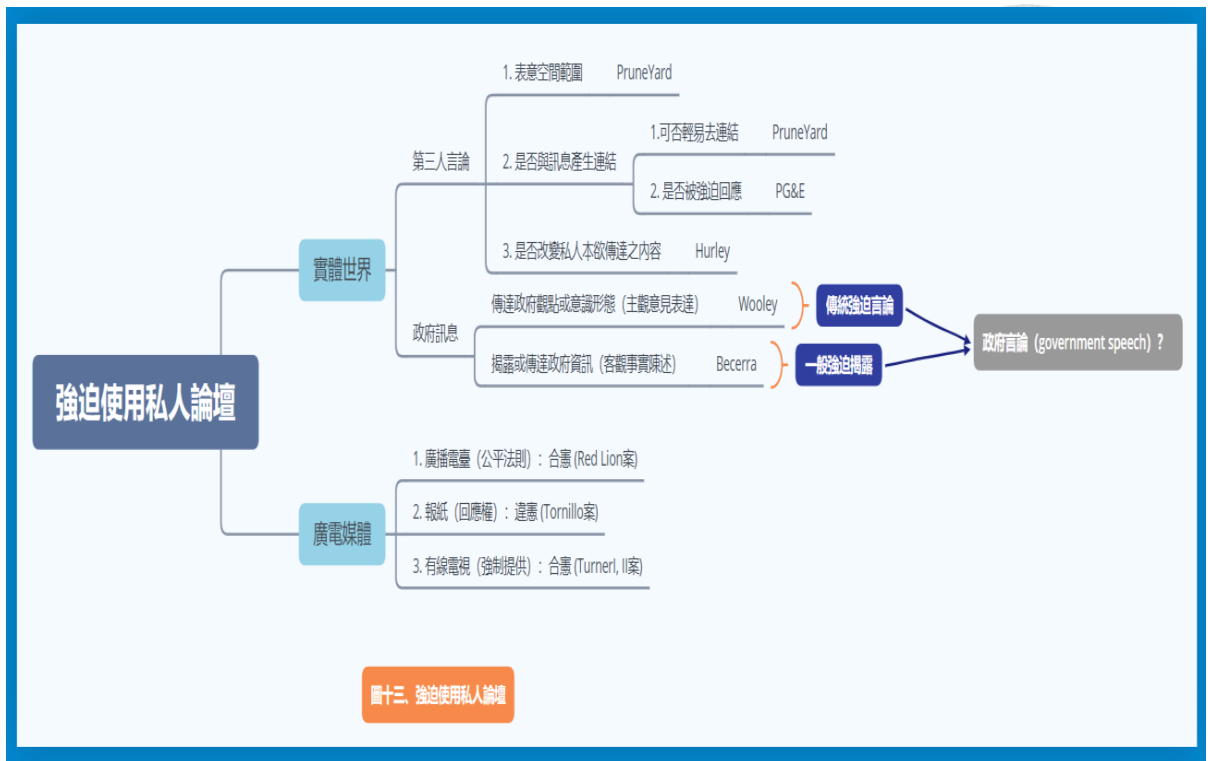 強迫使用私人論壇
實體世界
第三人言論
1. 表意空間範圍 PruneYard
2. 是否與訊息產生連結
1.可否輕易去連結 PruneYard
2. 是否被強迫回應 PG&E
3. 是否改變私人本欲傳達之內容 Hurley
政府訊息
傳達政府觀點或意識形態（主觀意見表達） Wooley
傳統強迫言論
揭露或傳達政府資訊（客觀事實陳述） Becerra
一般強迫揭露
政府言論（government speech）？
廣電媒體
1. 廣播電臺（公平法則）：合憲 (Red Lion案)
2. 報紙（回應權）：違憲 (Tornillo案)
3. 有線電視（強制提供）：合憲 (TurnerI, II案)
圖十三、強迫使用私人論壇